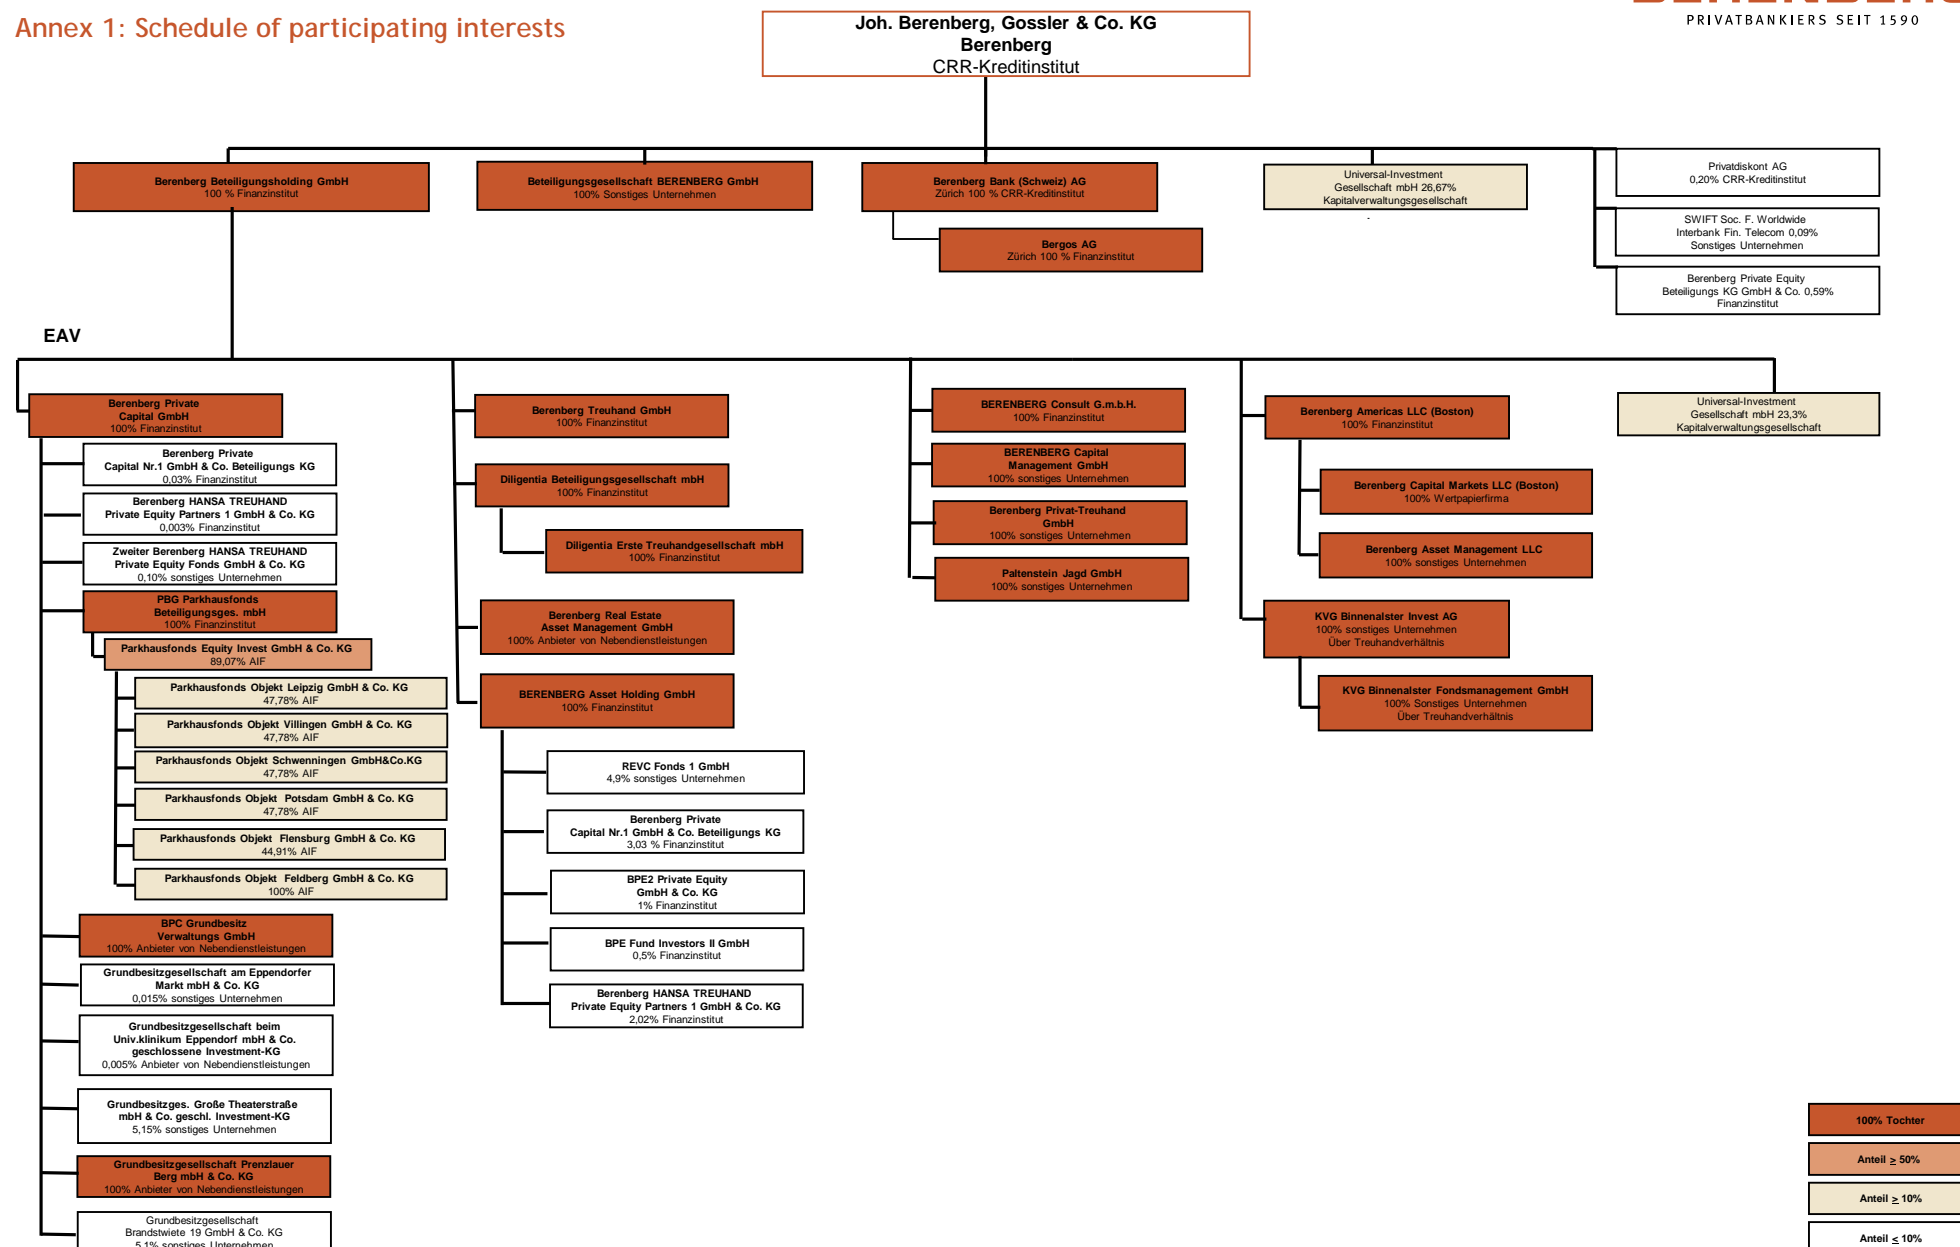 Annex 1: Schedule of participating interests
PRIVATBANKIERS SEIT 1590
Joh. Berenberg, Gossler & Co. KG
Berenberg
CRR-Kreditinstitut
Berenberg Beteiligungsholding GmbH
100 % Finanzinstitut
Beteiligungsgesellschaft BERENBERG GmbH
100% Sonstiges Unternehmen
Berenberg Bank (Schweiz) AG
Zürich 100 % CRR-Kreditinstitut
Bergos AG
Zürich 100 % Finanzinstitut
Universal-Investment
Gesellschaft mbH 26,67%
Kapitalverwaltungsgesellschaft
Privatdiskont AG
0,20% CRR-Kreditinstitut
SWIFT Soc. F. Worldwide
Interbank Fin. Telecom 0,09%
Sonstiges Unternehmen
Berenberg Private Equity
Beteiligungs KG GmbH & Co. 0,59%
Finanzinstitut
EAV
Berenberg Private
Capital GmbH
100% Finanzinstitut
Berenberg Private
Capital Nr.1 GmbH & Co. Beteiligungs KG
0,03% Finanzinstitut
Berenberg HANSA TREUHAND
Private Equity Partners 1 GmbH & Co. KG
0,003% Finanzinstitut
Zweiter Berenberg HANSA TREUHAND
Private Equity Fonds GmbH & Co. KG
0,10% sonstiges Unternehmen
PBG Parkhausfonds
Beteiligungsges. mbH
100% Finanzinstitut
Parkhausfonds Equity Invest GmbH & Co. KG
89,07% AIF
Parkhausfonds Objekt Leipzig GmbH & Co. KG
47,78% AIF
Parkhausfonds Objekt Villingen GmbH & Co. KG
47,78% AIF
Parkhausfonds Objekt Schwenningen GmbH&Co.KG
47,78% AIF
Parkhausfonds Objekt Potsdam GmbH & Co. KG
47,78% AIF
Parkhausfonds Objekt Flensburg GmbH & Co. KG
44,91% AIF
Parkhausfonds Objekt Feldberg GmbH & Co. KG
100% AIF
BPC Grundbesitz
Verwaltungs GmbH
100% Anbieter von Nebendienstleistungen
Grundbesitzgesellschaft am Eppendorfer
Markt mbH & Co. KG
0,015% sonstiges Unternehmen
Grundbesitzgesellschaft beim
Univ.klinikum Eppendorf mbH & Co.
geschlossene Investment-KG
0,005% Anbieter von Nebendienstleistungen
Grundbesitzges. Große Theaterstraße
mbH & Co. geschl. Investment-KG
5,15% sonstiges Unternehmen
Grundbesitzgesellschaft Prenzlauer
Berg mbH & Co. KG
100% Anbieter von Nebendienstleistungen
Grundbesitzgesellschaft
Brandstwiete 19 GmbH & Co. KG
5,1% sonstiges Unternehmen
Berenberg Treuhand GmbH
100% Finanzinstitut
Diligentia Beteiligungsgesellschaft mbH
100% Finanzinstitut
Diligentia Erste Treuhandgesellschaft mbH
100% Finanzinstitut
Berenberg Real Estate
Asset Management GmbH
100% Anbieter von Nebendienstleistungen
BERENBERG Asset Holding GmbH
100% Finanzinstitut
REVC Fonds 1 GmbH
4,9% sonstiges Unternehmen
Berenberg Private
Capital Nr.1 GmbH & Co. Beteiligungs KG
3,03 % Finanzinstitut
BPE2 Private Equity
GmbH & Co. KG
1% Finanzinstitut
BPE Fund Investors II GmbH
0,5% Finanzinstitut
Berenberg HANSA TREUHAND
Private Equity Partners 1 GmbH & Co. KG
2,02% Finanzinstitut
BERENBERG Consult G.m.b.H.
100% Finanzinstitut
BERENBERG Capital
Management GmbH
100% sonstiges Unternehmen
Berenberg Privat-Treuhand
GmbH
100% sonstiges Unternehmen
Paltenstein Jagd GmbH
100% sonstiges Unternehmen
Berenberg Americas LLC (Boston)
100% Finanzinstitut
Berenberg Capital Markets LLC (Boston)
100% Wertpapierfirma
Berenberg Asset Management LLC
100% sonstiges Unternehmen
KVG Binnenalster Invest AG
100% sonstiges Unternehmen
Über Treuhandverhältnis
KVG Binnenalster Fondsmanagement GmbH
100% Sonstiges Unternehmen
Über Treuhandverhältnis
Universal-Investment
Gesellschaft mbH 23,3%
Kapitalverwaltungsgesellschaft
100% Tochter
Anteil ≥ 50%
Anteil ≥ 10%
Anteil ≤ 10%